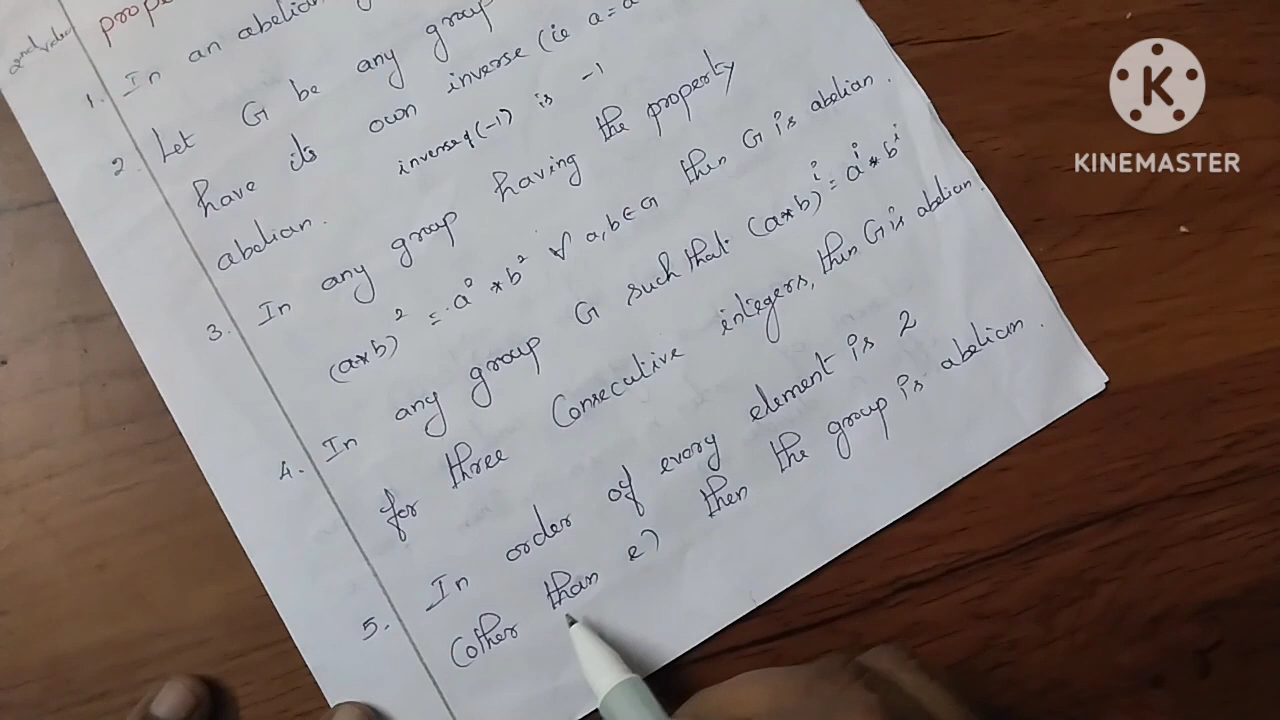 2nd video
prope
1. In an abelian g
2. Let G be any group
have its own inverse (ie a = a
abelian. inverse of (-1) is -1
3. In any group having the property
(a*b)² = a² * b² ∀ a, b ∈ G then G is abelian.
4. In any group G such that (a*b)ⁱ = aⁱ * bⁱ
for three Consecutive integers, then G is abelian.
5. In order of every element is 2
(other than e) then the group is abelian.
KINEMASTER